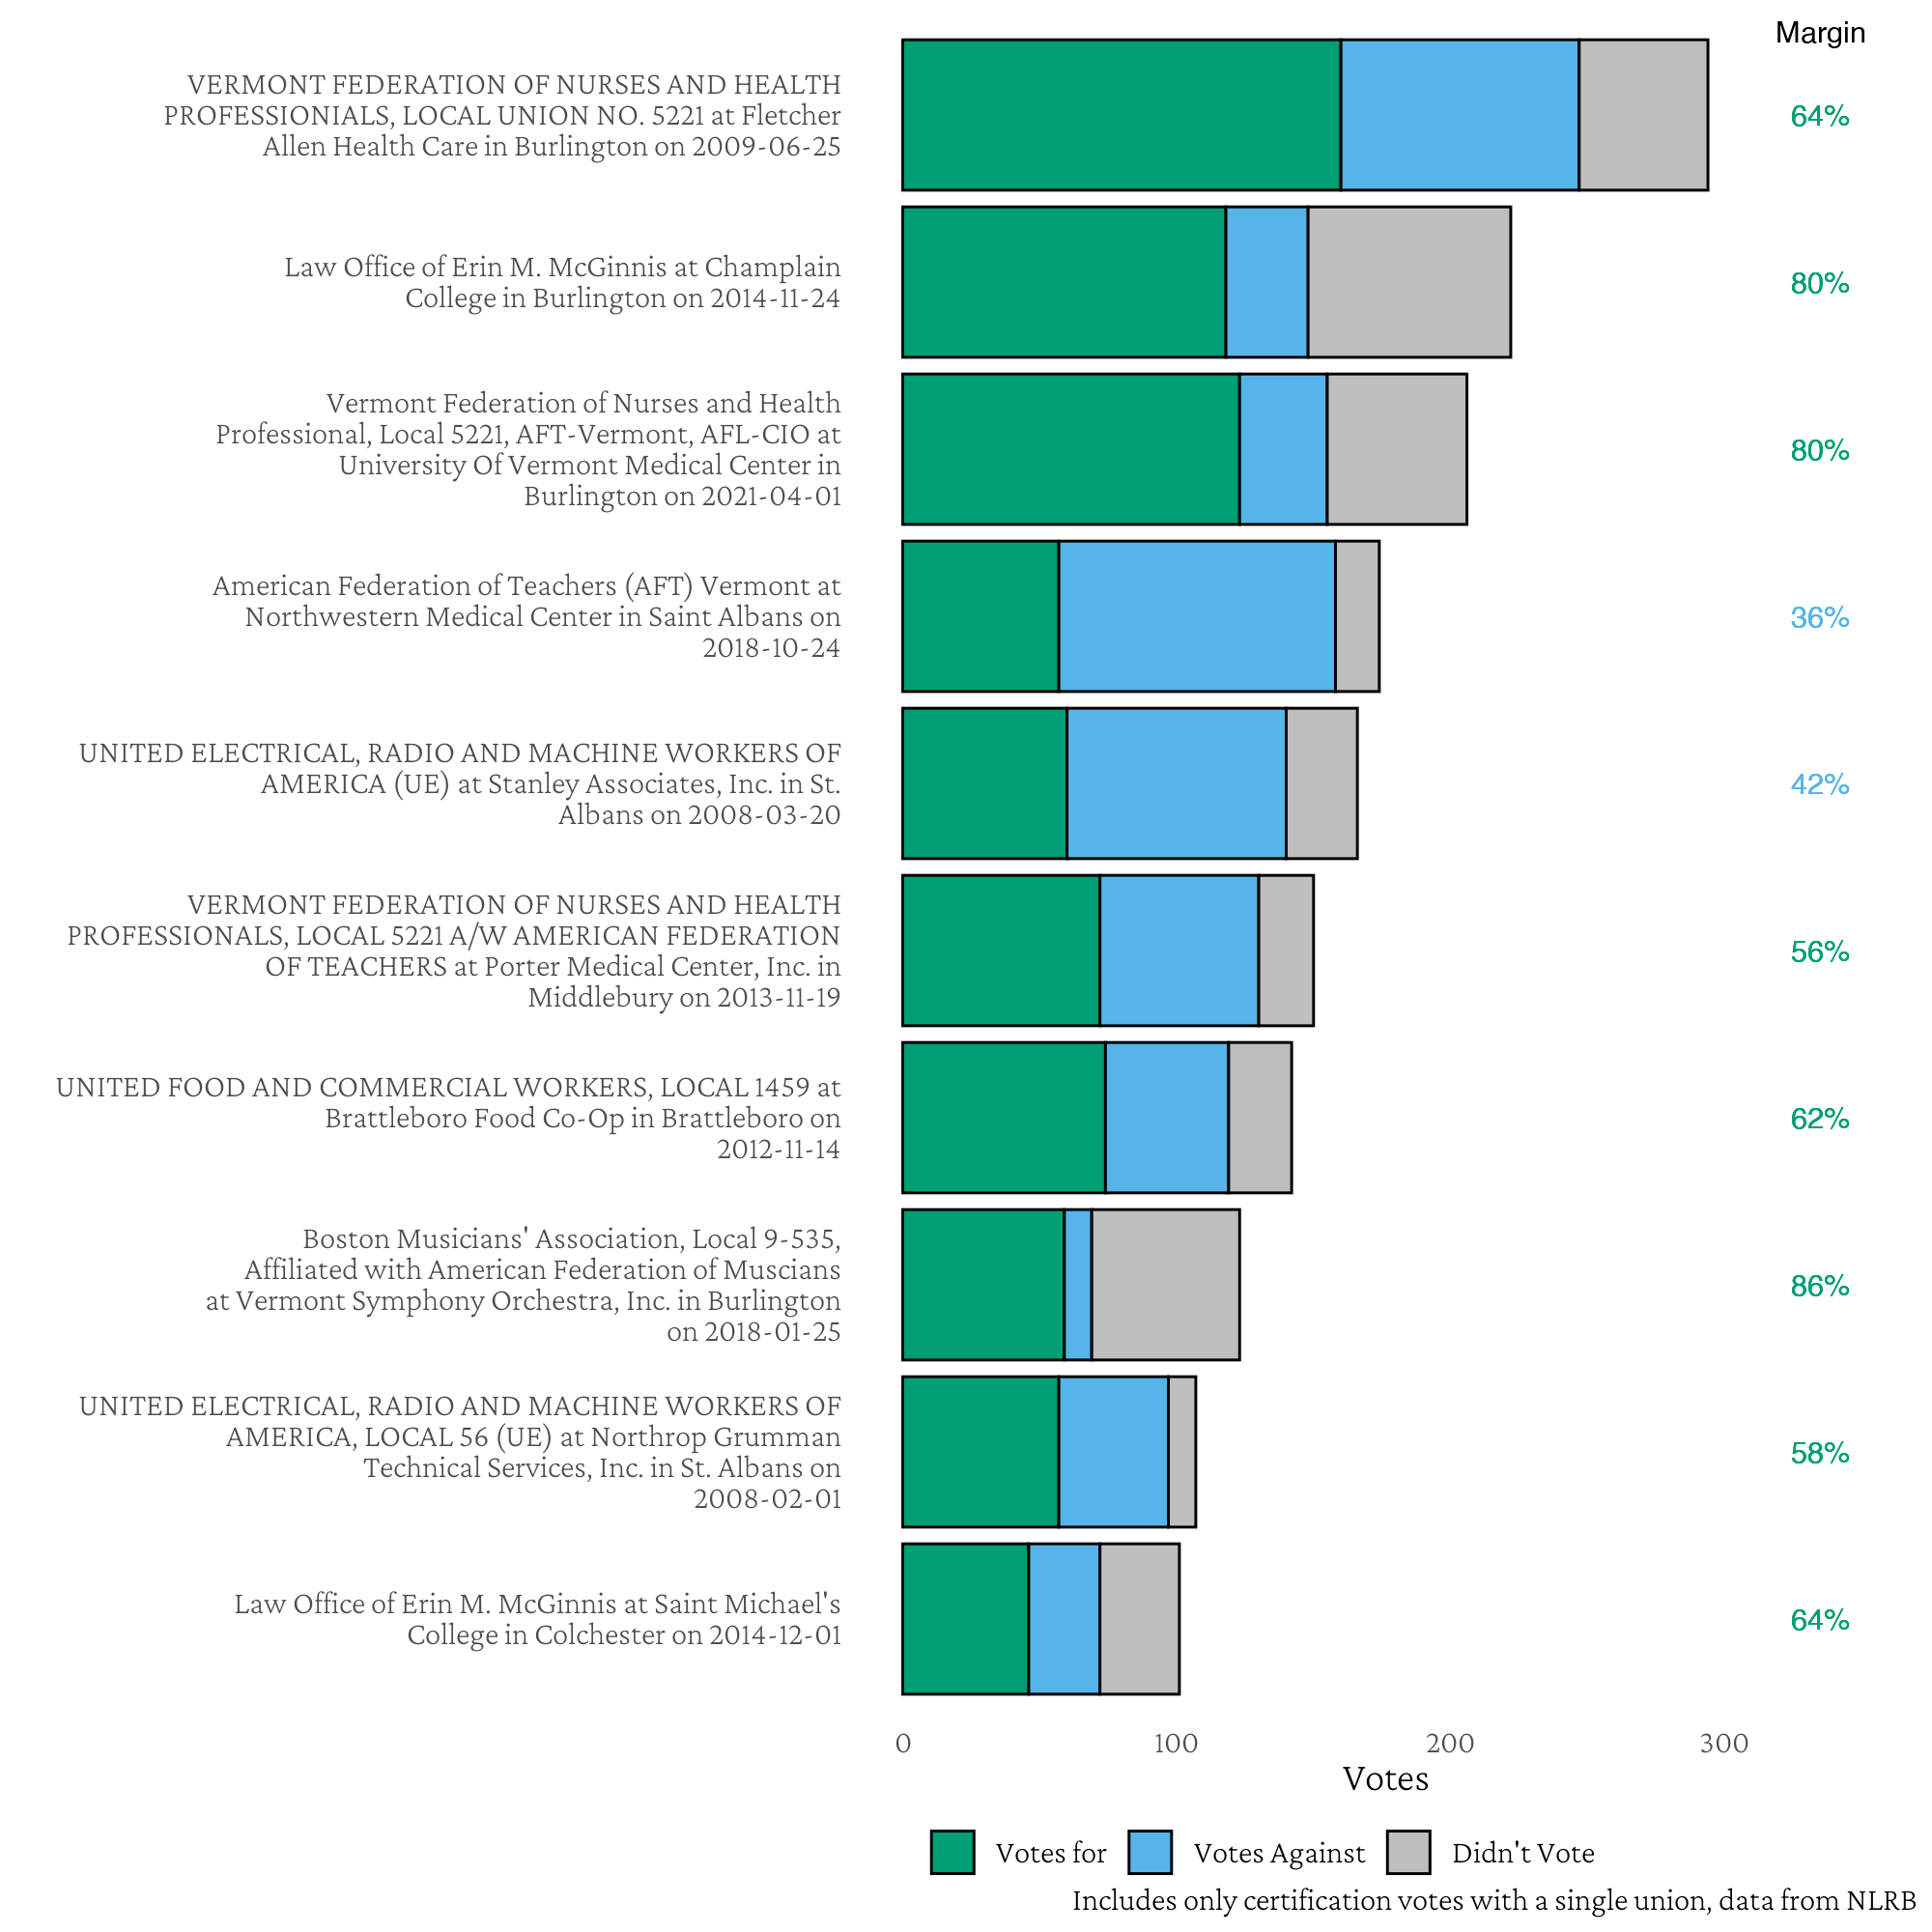 Margin
VERMONT FEDERATION OF NURSES AND HEALTH
PROFESSIONIALS, LOCAL UNION NO. 5221 at Fletcher
Allen Health Care in Burlington on 2009-06-25
64%
Law Office of Erin M. McGinnis at Champlain
College in Burlington on 2014-11-24
80%
Vermont Federation of Nurses and Health
Professional, Local 5221, AFT-Vermont, AFL-CIO at
University Of Vermont Medical Center in
Burlington on 2021-04-01
80%
American Federation of Teachers (AFT) Vermont at
Northwestern Medical Center in Saint Albans on
2018-10-24
36%
UNITED ELECTRICAL, RADIO AND MACHINE WORKERS OF
AMERICA (UE) at Stanley Associates, Inc. in St.
Albans on 2008-03-20
42%
VERMONT FEDERATION OF NURSES AND HEALTH
PROFESSIONALS, LOCAL 5221 A/W AMERICAN FEDERATION
OF TEACHERS at Porter Medical Center, Inc. in
Middlebury on 2013-11-19
56%
UNITED FOOD AND COMMERCIAL WORKERS, LOCAL 1459 at
Brattleboro Food Co-Op in Brattleboro on
2012-11-14
62%
Boston Musicians' Association, Local 9-535,
Affiliated with American Federation of Muscians
at Vermont Symphony Orchestra, Inc. in Burlington
on 2018-01-25
86%
UNITED ELECTRICAL, RADIO AND MACHINE WORKERS OF
AMERICA, LOCAL 56 (UE) at Northrop Grumman
Technical Services, Inc. in St. Albans on
2008-02-01
58%
Law Office of Erin M. McGinnis at Saint Michael's
College in Colchester on 2014-12-01
64%
0 100 200 300
Votes
Votes for Votes Against Didn't Vote
Includes only certification votes with a single union, data from NLRB